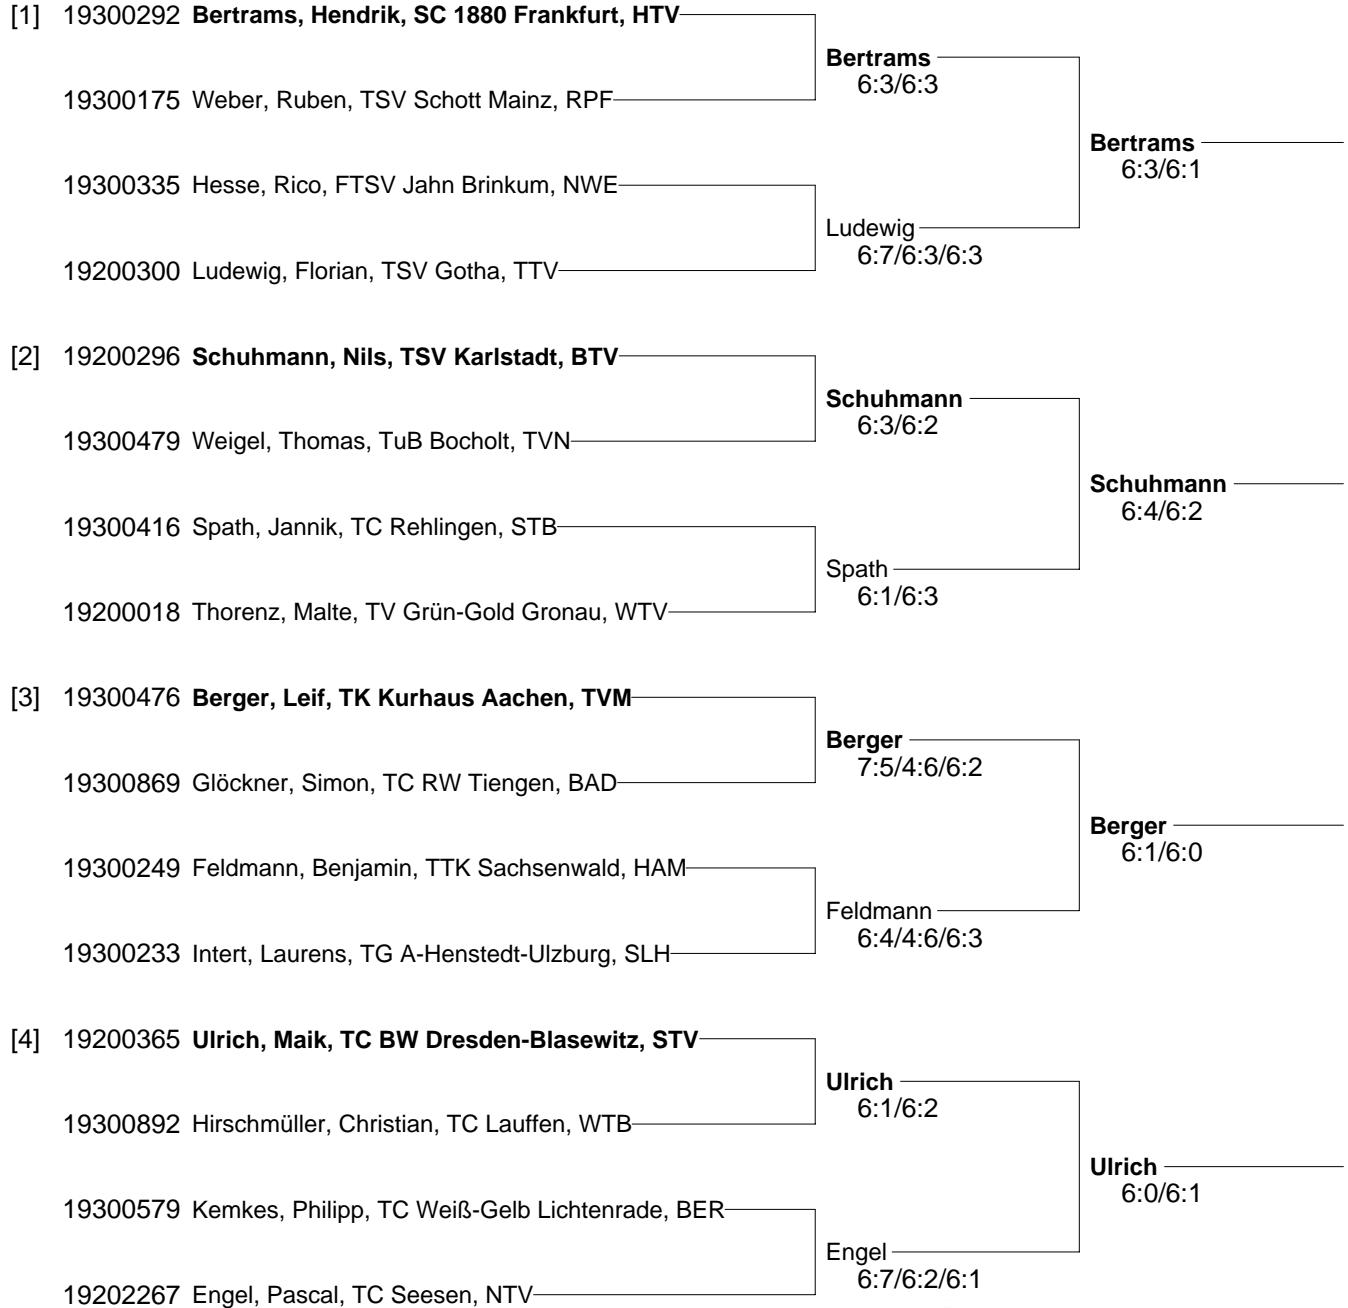 [1] 19300292 Bertrams, Hendrik, SC 1880 Frankfurt, HTV
Bertrams
6:3/6:3
19300175 Weber, Ruben, TSV Schott Mainz, RPF
Bertrams
6:3/6:1
19300335 Hesse, Rico, FTSV Jahn Brinkum, NWE
Ludewig
6:7/6:3/6:3
19200300 Ludewig, Florian, TSV Gotha, TTV
[2] 19200296 Schuhmann, Nils, TSV Karlstadt, BTV
Schuhmann
6:3/6:2
19300479 Weigel, Thomas, TuB Bocholt, TVN
Schuhmann
6:4/6:2
19300416 Spath, Jannik, TC Rehlingen, STB
Spath
6:1/6:3
19200018 Thorenz, Malte, TV Grün-Gold Gronau, WTV
[3] 19300476 Berger, Leif, TK Kurhaus Aachen, TVM
Berger
7:5/4:6/6:2
19300869 Glöckner, Simon, TC RW Tiengen, BAD
Berger
6:1/6:0
19300249 Feldmann, Benjamin, TTK Sachsenwald, HAM
Feldmann
6:4/4:6/6:3
19300233 Intert, Laurens, TG A-Henstedt-Ulzburg, SLH
[4] 19200365 Ulrich, Maik, TC BW Dresden-Blasewitz, STV
Ulrich
6:1/6:2
19300892 Hirschmüller, Christian, TC Lauffen, WTB
Ulrich
6:0/6:1
19300579 Kemkes, Philipp, TC Weiß-Gelb Lichtenrade, BER
Engel
6:7/6:2/6:1
19202267 Engel, Pascal, TC Seesen, NTV